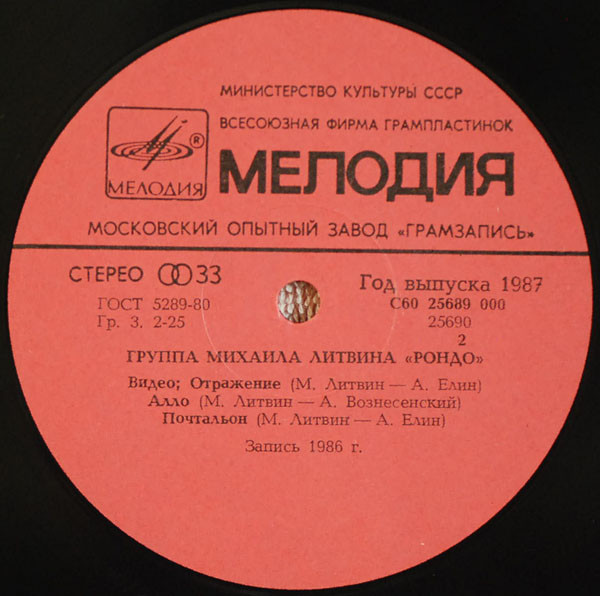 МИНИСТЕРСТВО КУЛЬТУРЫ СССР
ВСЕСОЮЗНАЯ ФИРМА ГРАМПЛАСТИНОК
®
МЕЛОДИЯ
МЕЛОДИЯ
МОСКОВСКИЙ ОПЫТНЫЙ ЗАВОД «ГРАМЗАПИСЬ»
СТЕРЕО 33
Год выпуска 1987
ГОСТ 5289-80
С60 25689 000
Гр. 3. 2-25
25690
2
ГРУППА МИХАИЛА ЛИТВИНА «РОНДО»
Видео; Отражение (М. Литвин — А. Елин)
Алло (М. Литвин — А. Вознесенский)
Почтальон (М. Литвин — А. Елин)
Запись 1986 г.